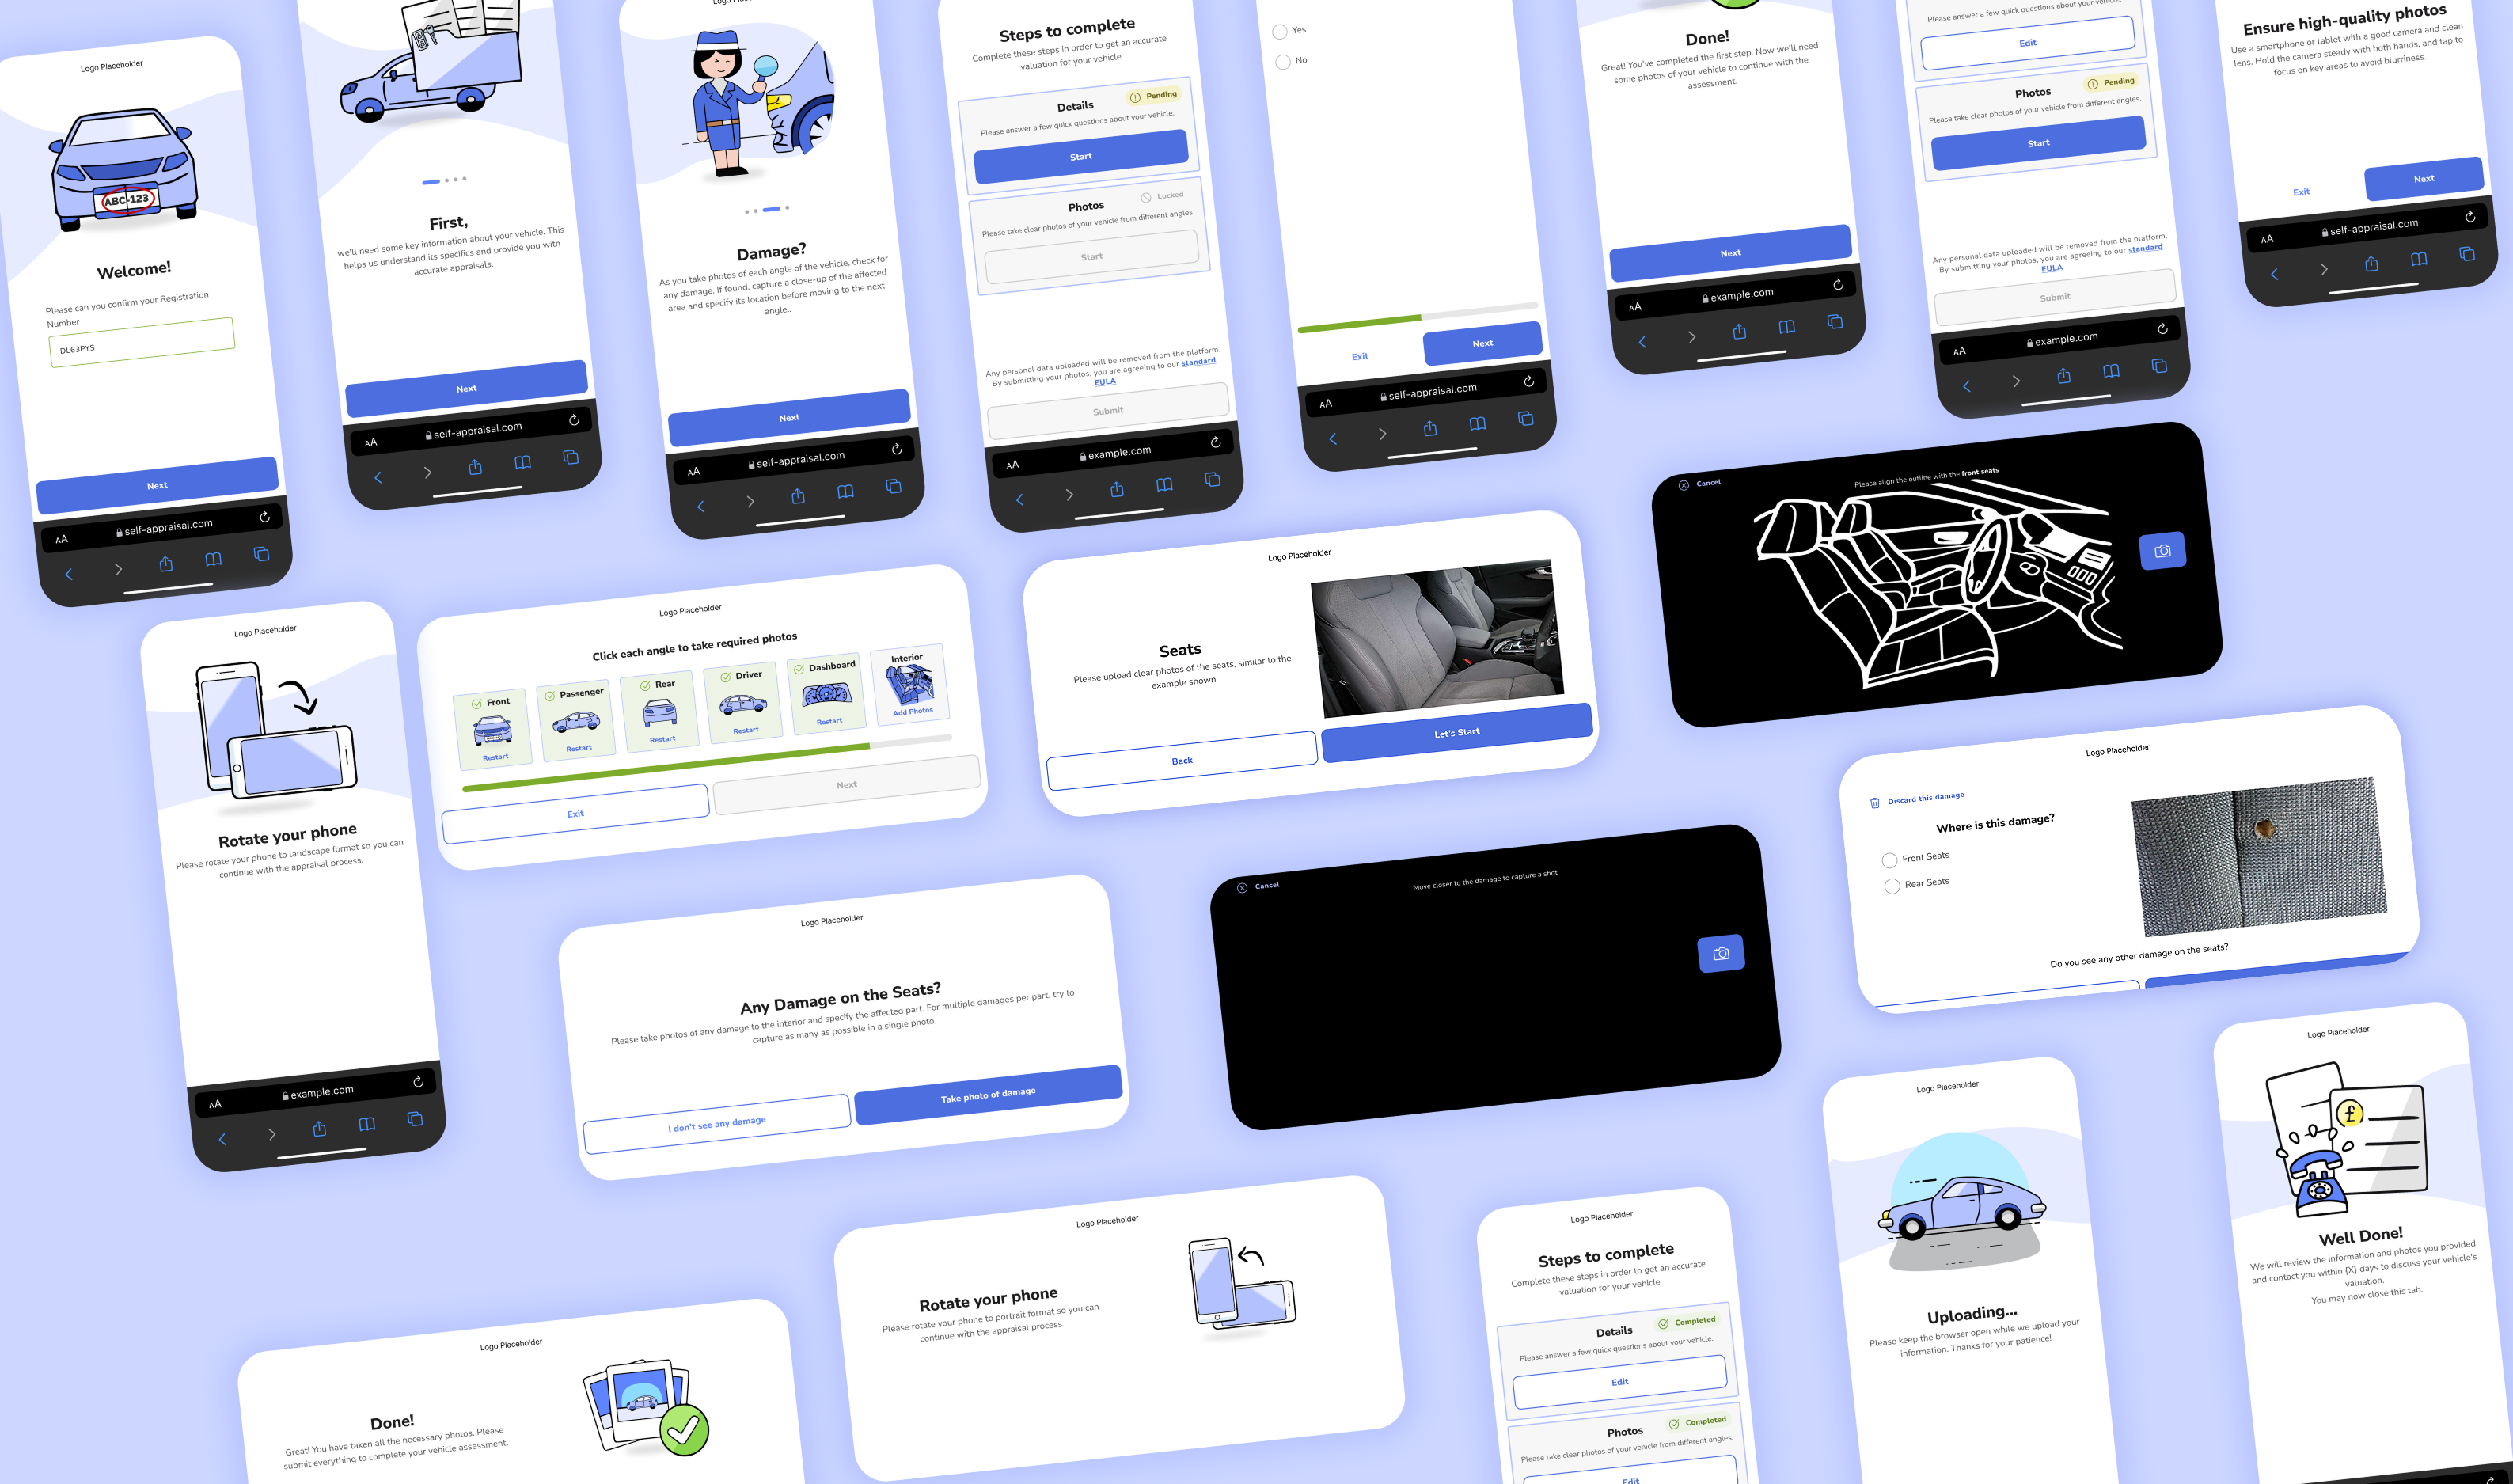 Logo Placeholder
ABC-123
Welcome!
Please can you confirm your Registration
Number
DL63PYS
Next
AA
self-appraisal.com
First,
we'll need some key information about your vehicle. This
helps us understand its specifics and provide you with
accurate appraisals.
Next
AA
self-appraisal.com
Damage?
As you take photos of each angle of the vehicle, check for
any damage. If found, capture a close-up of the affected
area and specify its location before moving to the next
angle..
Next
AA
self-appraisal.com
Steps to complete
Complete these steps in order to get an accurate
valuation for your vehicle
Details
Pending
Please answer a few quick questions about your vehicle.
Start
Photos
Locked
Please take clear photos of your vehicle from different angles.
Start
Any personal data uploaded will be removed from the platform.
By submitting your photos, you are agreeing to our standard
EULA
Submit
AA
example.com
Yes
No
Exit
Next
AA
self-appraisal.com
Done!
Great! You've completed the first step. Now we'll need
some photos of your vehicle to continue with the
assessment.
Next
AA
example.com
Please answer a few quick questions about your vehicle.
Edit
Photos
Pending
Please take clear photos of your vehicle from different angles.
Start
Any personal data uploaded will be removed from the platform.
By submitting your photos, you are agreeing to our standard
EULA
Submit
AA
example.com
Ensure high-quality photos
Use a smartphone or tablet with a good camera and clean
lens. Hold the camera steady with both hands, and tap to
focus on key areas to avoid blurriness.
Exit
Next
AA
self-appraisal.com
Logo Placeholder
Rotate your phone
Please rotate your phone to landscape format so you can
continue with the appraisal process.
AA
example.com
Logo Placeholder
Click each angle to take required photos
Front
Restart
Passenger
Restart
Rear
Restart
Driver
Restart
Dashboard
Restart
Interior
Add Photos
Exit
Next
Logo Placeholder
Seats
Please upload clear photos of the seats, similar to the
example shown
Back
Let's Start
Cancel
Please align the outline with the front seats
Logo Placeholder
Any Damage on the Seats?
Please take photos of any damage to the interior and specify the affected part. For multiple damages per part, try to
capture as many as possible in a single photo.
I don't see any damage
Take photo of damage
Cancel
Move closer to the damage to capture a shot
Logo Placeholder
Discard this damage
Where is this damage?
Front Seats
Rear Seats
Do you see any other damage on the seats?
Logo Placeholder
Done!
Great! You have taken all the necessary photos. Please
submit everything to complete your vehicle assessment.
Logo Placeholder
Rotate your phone
Please rotate your phone to portrait format so you can
continue with the appraisal process.
Logo Placeholder
Steps to complete
Complete these steps in order to get an accurate
valuation for your vehicle
Details
Completed
Please answer a few quick questions about your vehicle.
Edit
Photos
Completed
Please take clear photos of your vehicle from different angles.
Edit
Logo Placeholder
Uploading...
Please keep the browser open while we upload your
information. Thanks for your patience!
Logo Placeholder
£
Well Done!
We will review the information and photos you provided
and contact you within {X} days to discuss your vehicle's
valuation.
You may now close this tab.